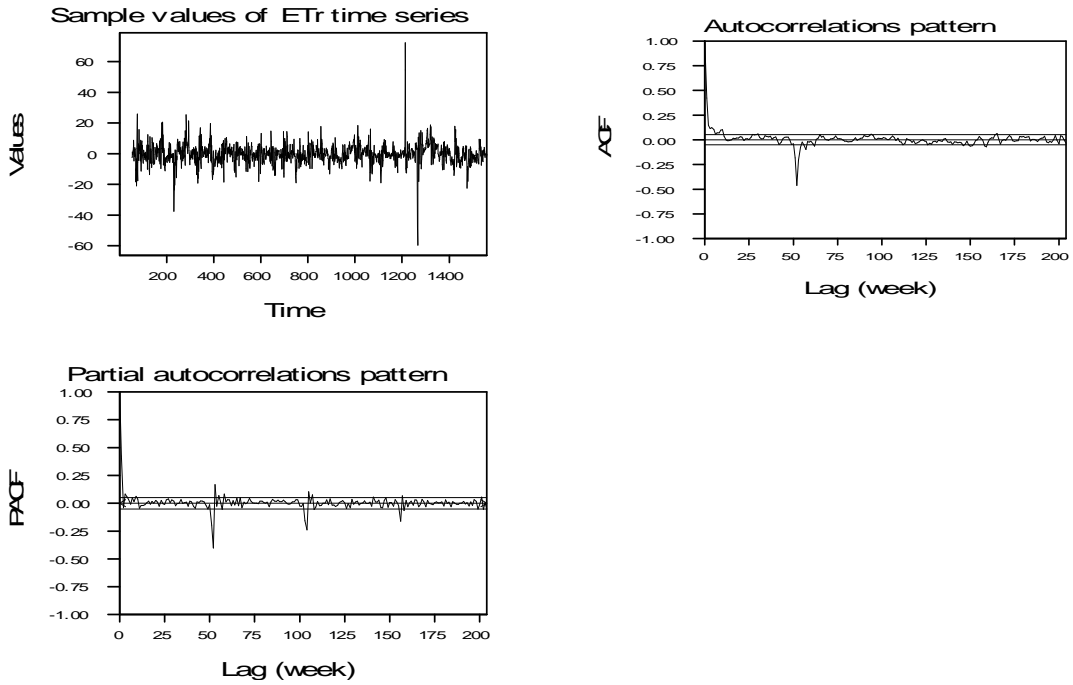 Sample values of ETr time series
Values
60
40
20
0
-20
-40
-60
200 400 600 800 1000 1200 1400
Time
Autocorrelations pattern
ACF
1.00
0.75
0.50
0.25
0.00
-0.25
-0.50
-0.75
-1.00
0 25 50 75 100 125 150 175 200
Lag (week)
Partial autocorrelations pattern
PACF
1.00
0.75
0.50
0.25
0.00
-0.25
-0.50
-0.75
-1.00
0 25 50 75 100 125 150 175 200
Lag (week)